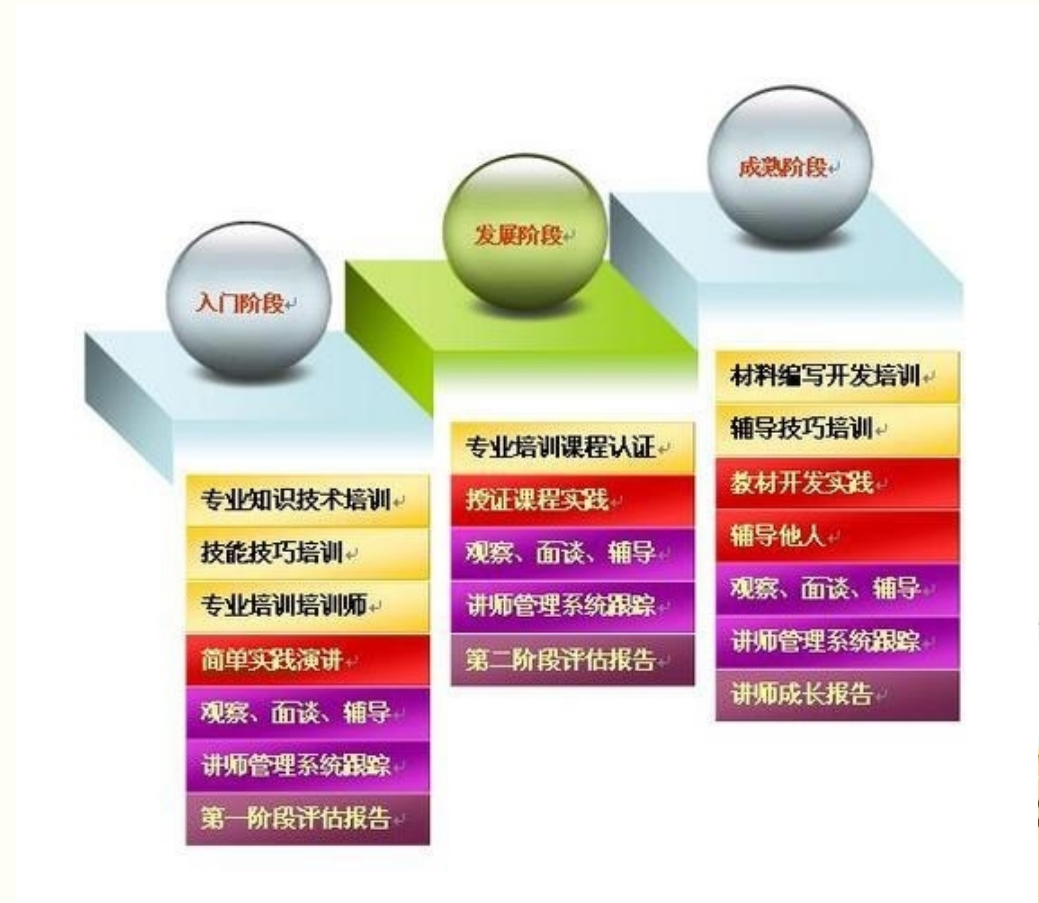 入门阶段
专业知识技术培训
技能技巧培训
专业培训培训师
简单实践演讲
观察、面谈、辅导
讲师管理系统跟踪
第一阶段评估报告
发展阶段
专业培训课程认证
授证课程实践
观察、面谈、辅导
讲师管理系统跟踪
第二阶段评估报告
成熟阶段
材料编写开发培训
辅导技巧培训
教材开发实践
辅导他人
观察、面谈、辅导
讲师管理系统跟踪
讲师成长报告